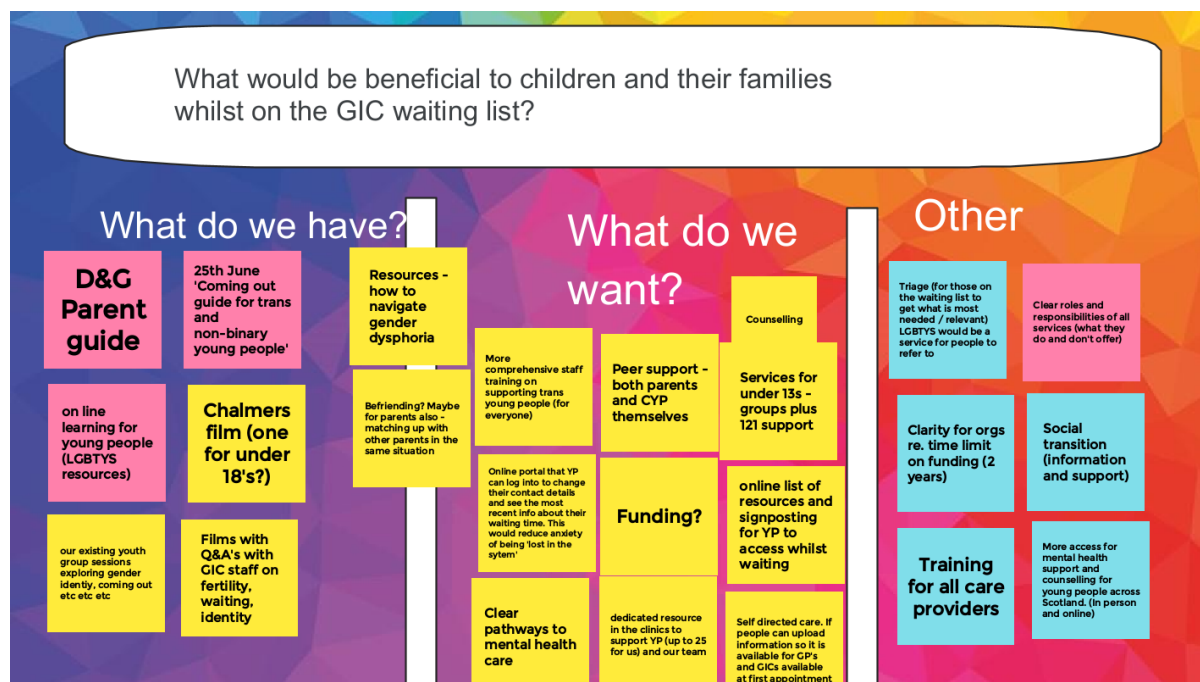 What would be beneficial to children and their families
whilst on the GIC waiting list?
What do we have?
D&G
Parent
guide
25th June
'Coming out
guide for trans
and
non-binary
young people'
Resources -
how to
navigate
gender
dysphoria
on line
learning for
young people
(LGBTYS
resources)
Chalmers
film (one
for under
18's?)
Befriending? Maybe
for parents also -
matching up with
other parents in the
same situation
our existing youth
group sessions
exploring gender
identiy, coming out
etc etc etc
Films with
Q&A's with
GIC staff on
fertility,
waiting,
identity
What do we
want?
Counselling
More
comprehensive staff
training on
supporting trans
young people (for
everyone)
Peer support -
both parents
and CYP
themselves
Services for
under 13s -
groups plus
121 support
Online portal that YP
can log into to change
their contact details
and see the most
recent info about their
waiting time. This
would reduce anxiety
of being 'lost in the
sytem'
Funding?
online list of
resources and
signposting
for YP to
access whilst
waiting
Clear
pathways to
mental health
care
dedicated resource
in the clinics to
support YP (up to 25
for us) and our team
Self directed care. If
people can upload
information so it is
available for GP's
and GICs available
at first appointment
Other
Triage (for those on
the waiting list to
get what is most
needed / relevant)
LGBTYS would be a
service for people to
refer to
Clear roles and
responsibilities of all
services (what they
do and don't offer)
Clarity for orgs
re. time limit
on funding (2
years)
Social
transition
(information
and support)
Training
for all care
providers
More access for
mental health
support and
counselling for
young people across
Scotland. (In person
and online)